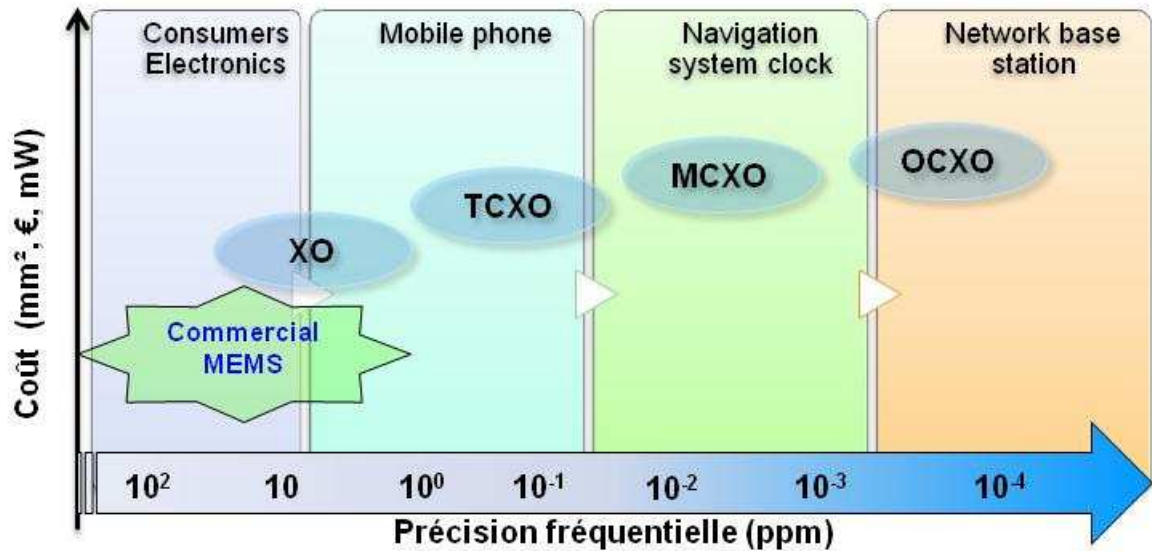 Consumers
Electronics
Mobile phone
Navigation
system clock
Network base
station
Coût (mm², €, mW)
XO
TCXO
MCXO
OCXO
Commercial
MEMS
10² 10 10⁰ 10⁻¹ 10⁻² 10⁻³ 10⁻⁴
Précision fréquentielle (ppm)